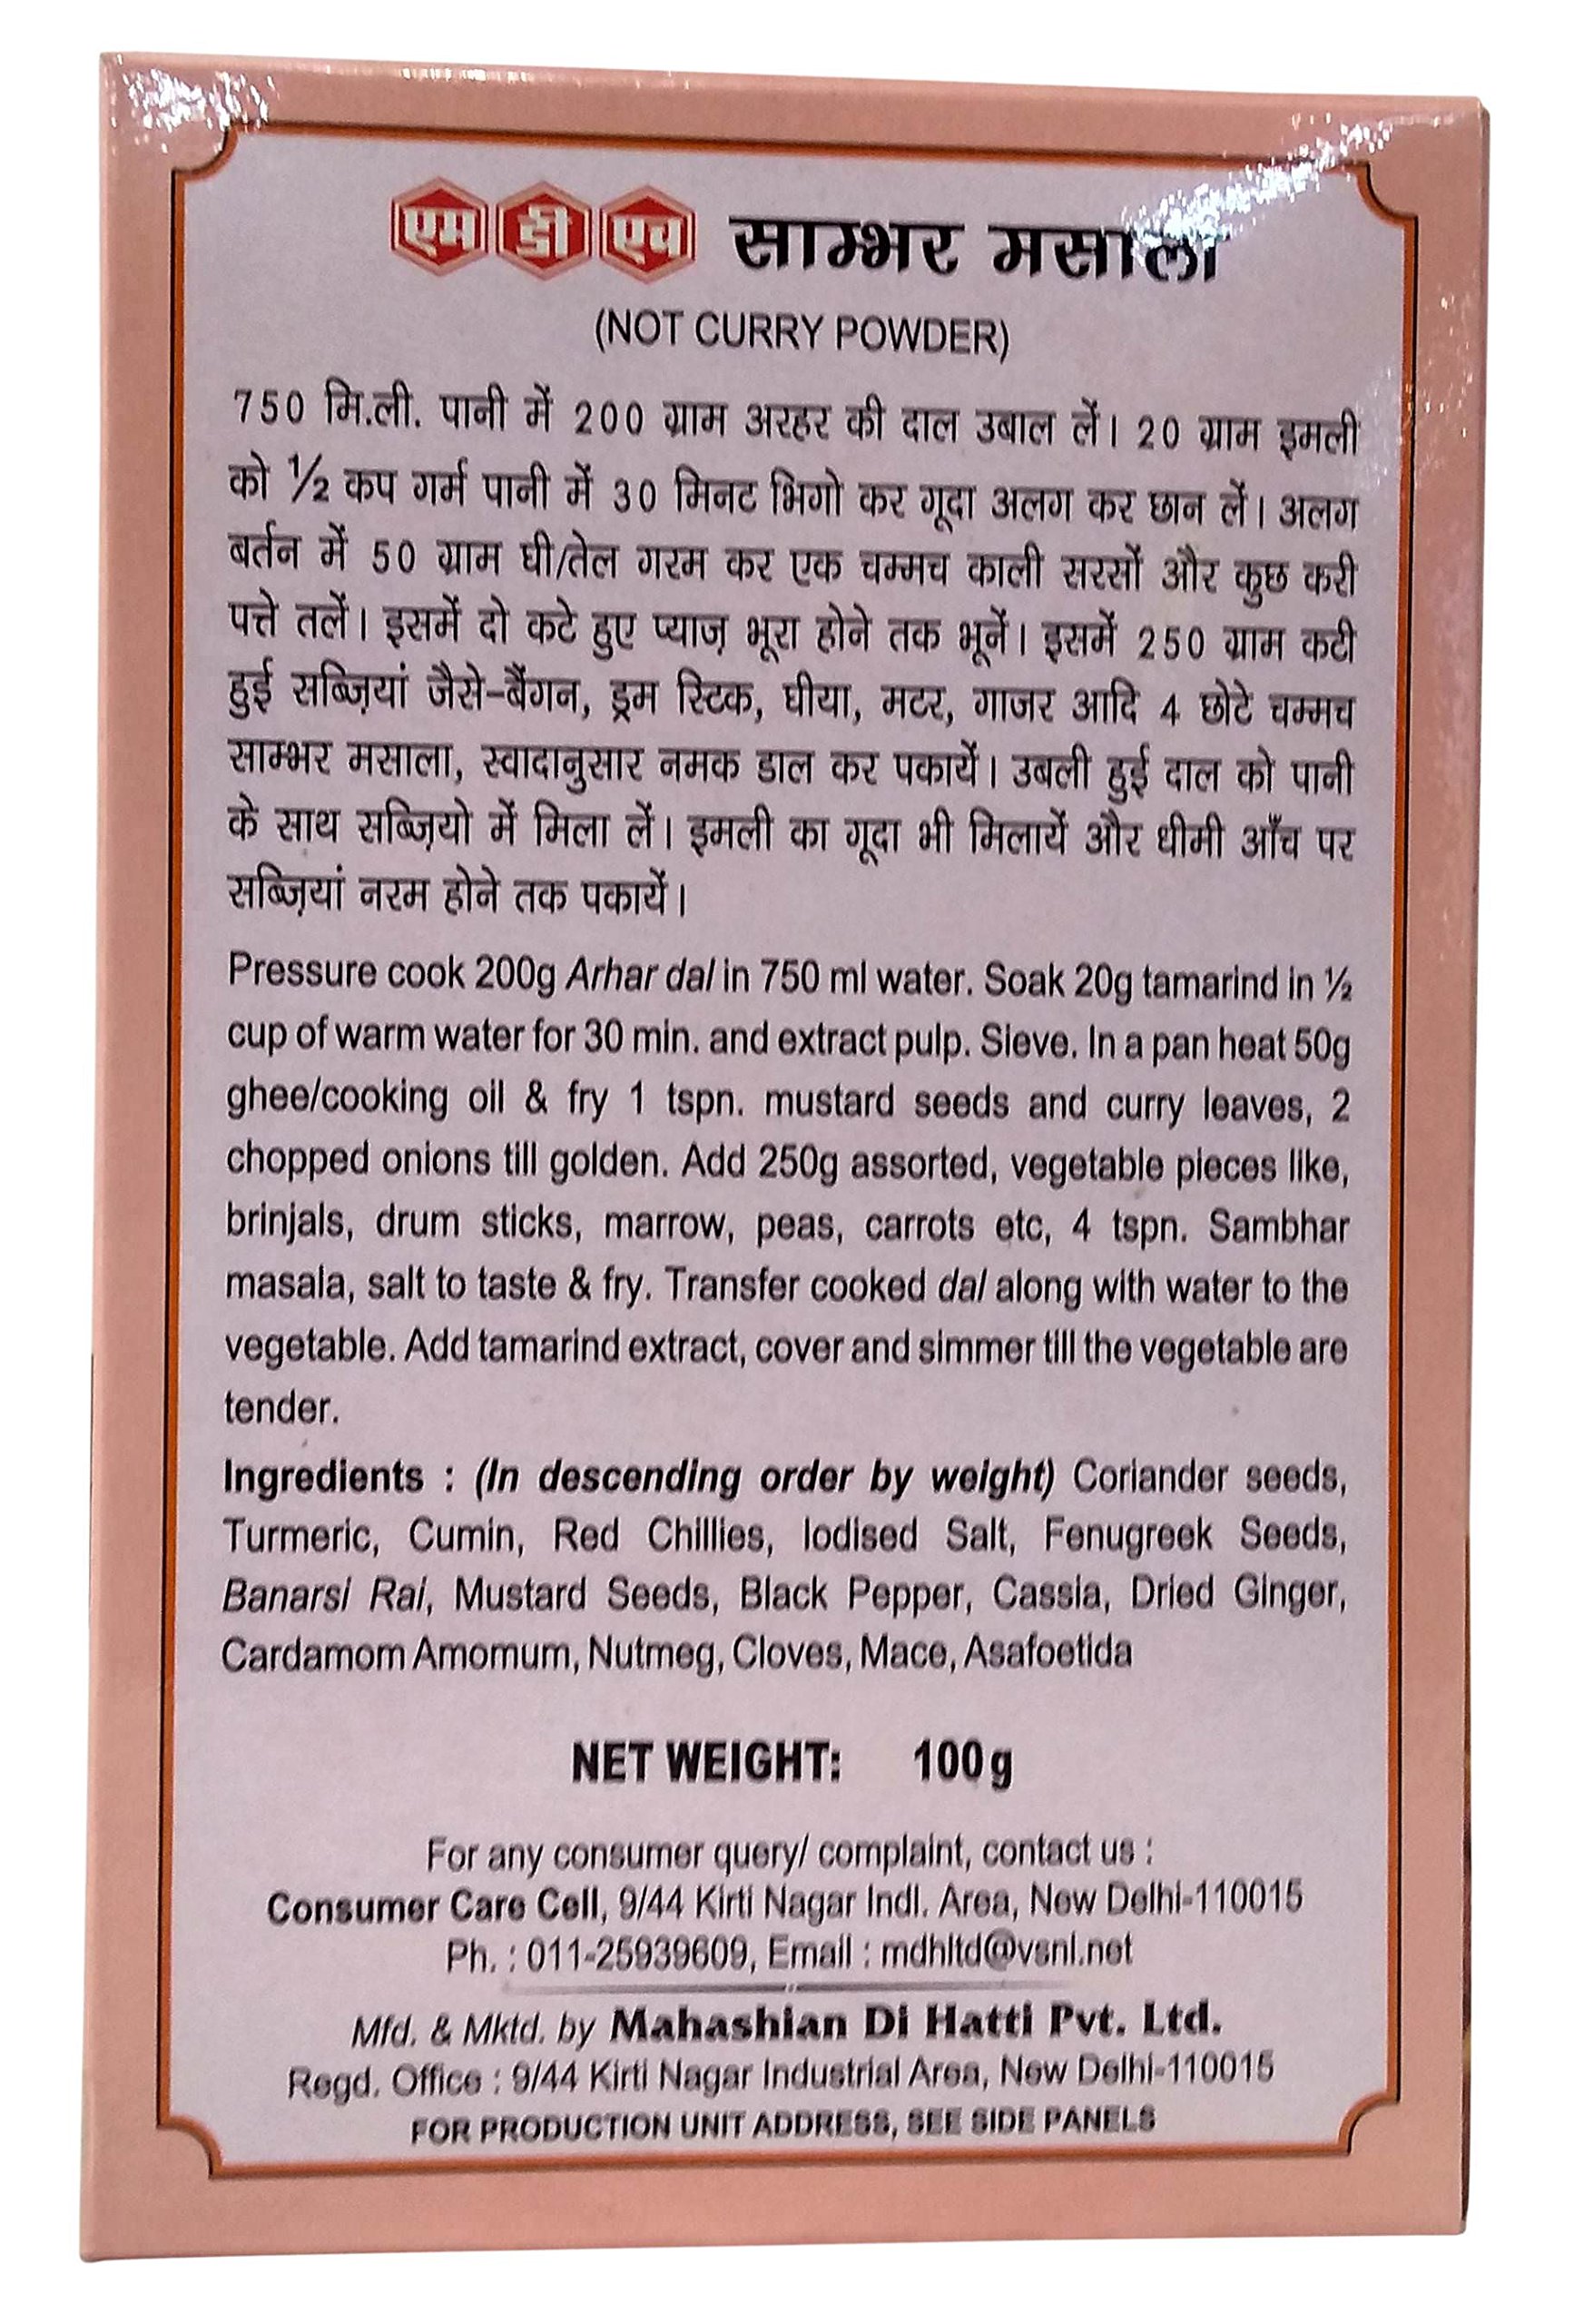 एम डी एच साम्भर मसाला
(NOT CURRY POWDER)
750 मि.ली. पानी में 200 ग्राम अरहर की दाल उबाल लें। 20 ग्राम इमली
को ½ कप गर्म पानी में 30 मिनट भिगो कर गूदा अलग कर छान लें। अलग
बर्तन में 50 ग्राम घी/तेल गरम कर एक चम्मच काली सरसों और कुछ करी
पत्ते तलें। इसमें दो कटे हुए प्याज़ भूरा होने तक भूनें। इसमें 250 ग्राम कटी
हुई सब्ज़ियां जैसे-बैंगन, ड्रम स्टिक, घीया, मटर, गाजर आदि 4 छोटे चम्मच
साम्भर मसाला, स्वादानुसार नमक डाल कर पकायें। उबली हुई दाल को पानी
के साथ सब्ज़ियो में मिला लें। इमली का गूदा भी मिलायें और धीमी आँच पर
सब्ज़ियां नरम होने तक पकायें।
Pressure cook 200g Arhar dal in 750 ml water. Soak 20g tamarind in ½
cup of warm water for 30 min. and extract pulp. Sieve. In a pan heat 50g
ghee/cooking oil & fry 1 tspn. mustard seeds and curry leaves, 2
chopped onions till golden. Add 250g assorted, vegetable pieces like,
brinjals, drum sticks, marrow, peas, carrots etc, 4 tspn. Sambhar
masala, salt to taste & fry. Transfer cooked dal along with water to the
vegetable. Add tamarind extract, cover and simmer till the vegetable are
tender.
Ingredients : (In descending order by weight) Coriander seeds,
Turmeric, Cumin, Red Chillies, Iodised Salt, Fenugreek Seeds,
Banarsi Rai, Mustard Seeds, Black Pepper, Cassia, Dried Ginger,
Cardamom Amomum, Nutmeg, Cloves, Mace, Asafoetida
NET WEIGHT: 100g
For any consumer query/ complaint, contact us :
Consumer Care Cell, 9/44 Kirti Nagar Indl. Area, New Delhi-110015
Ph. : 011-25939609, Email : mdhltd@vsnl.net
Mfd. & Mktd. by Mahashian Di Hatti Pvt. Ltd.
Regd. Office : 9/44 Kirti Nagar Industrial Area, New Delhi-110015
FOR PRODUCTION UNIT ADDRESS, SEE SIDE PANELS